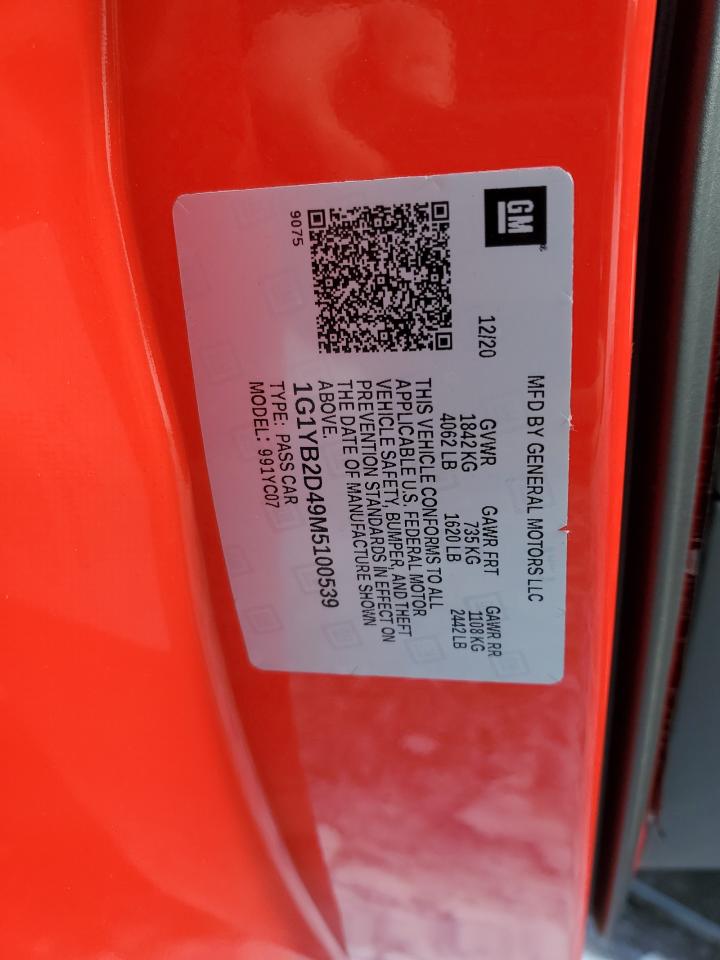 GM
MFD BY GENERAL MOTORS LLC
12/20
GVWR GAWR FRT GAWR RR
1842 KG 735 KG 1108 KG
4062 LB 1620 LB 2442 LB
THIS VEHICLE CONFORMS TO ALL
APPLICABLE U.S. FEDERAL MOTOR
VEHICLE SAFETY, BUMPER, AND THEFT
PREVENTION STANDARDS IN EFFECT ON
THE DATE OF MANUFACTURE SHOWN
ABOVE.
1G1YB2D49M5100539
TYPE: PASS CAR
MODEL: 991YC07
9075